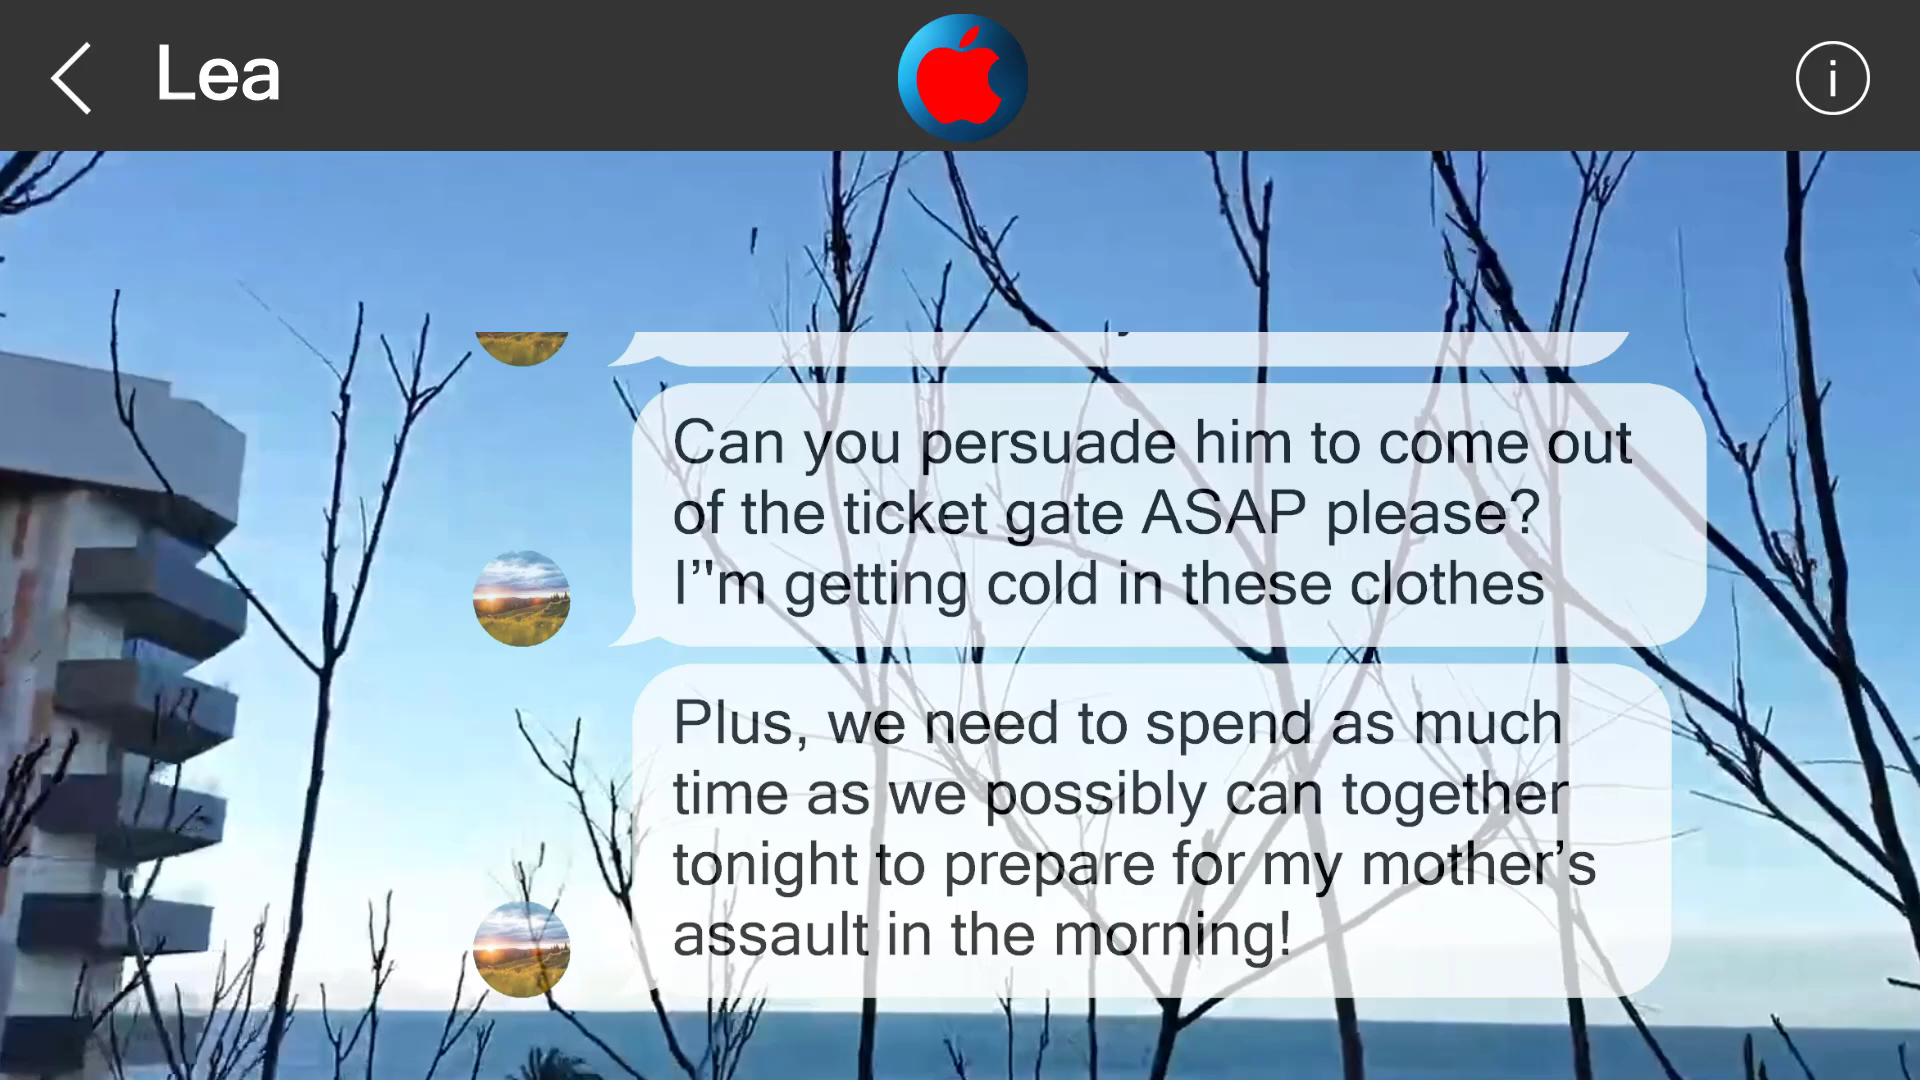 Lea
i
Can you persuade him to come out
of the ticket gate ASAP please?
I”"m getting cold in these clothes
Plus, we need to spend as much
time as we possibly can together
tonight to prepare for my mother’s
assault in the morning!